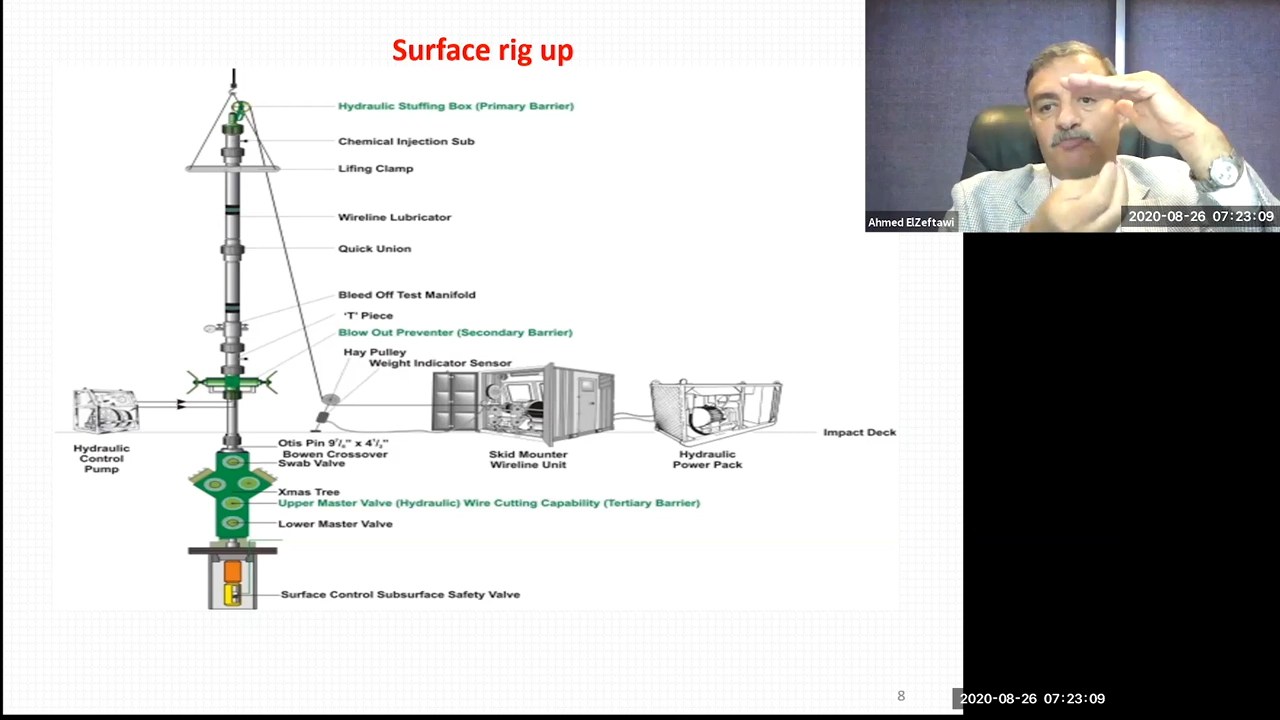 Surface rig up
Hydraulic Stuffing Box (Primary Barrier)
Chemical Injection Sub
Lifing Clamp
Wireline Lubricator
Quick Union
Bleed Off Test Manifold
‘T’ Piece
Blow Out Preventer (Secondary Barrier)
Hay Pulley
Weight Indicator Sensor
Hydraulic
Control
Pump
Otis Pin 9⁷/₈" x 4¹/₂"
Bowen Crossover
Swab Valve
Skid Mounter
Wireline Unit
Hydraulic
Power Pack
Impact Deck
Xmas Tree
Upper Master Valve (Hydraulic) Wire Cutting Capability (Tertiary Barrier)
Lower Master Valve
Surface Control Subsurface Safety Valve
8
Ahmed ElZeftawi
2020-08-26 07:23:09
2020-08-26 07:23:09